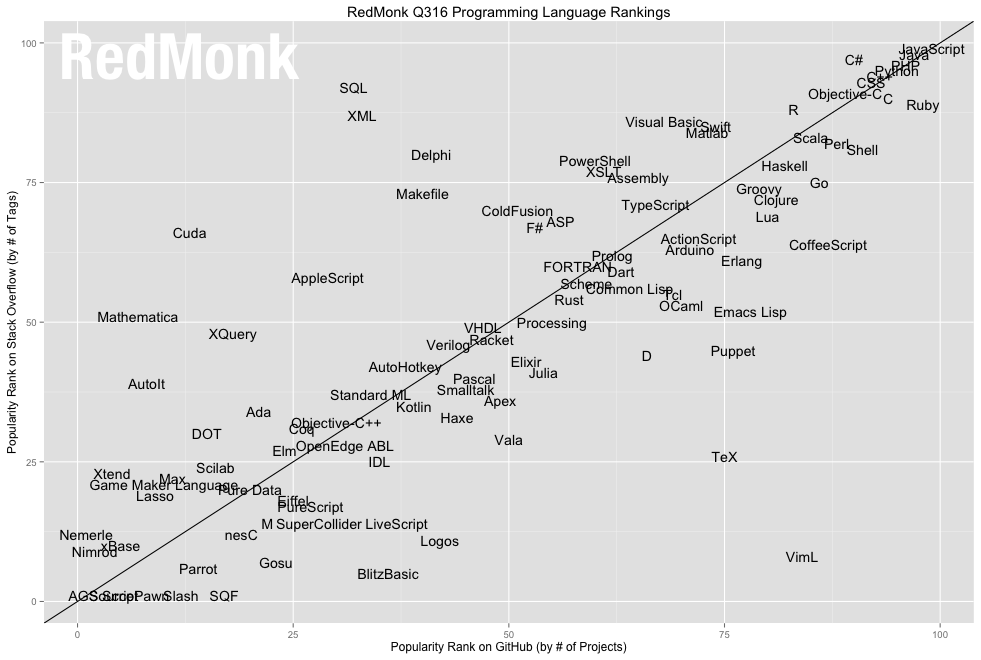 RedMonk Q316 Programming Language Rankings
RedMonk
100
75
50
25
0
Popularity Rank on Stack Overflow (by # of Tags)
JavaScript
Java
C#
PHP
Python
C++
CSS
SQL
Objective-C
C
Ruby
R
XML
Visual Basic
Swift
Matlab
Scala
Perl
Shell
Delphi
PowerShell
Haskell
XSLT
Assembly
Go
Groovy
Makefile
Clojure
TypeScript
ColdFusion
Lua
ASP
F#
Cuda
ActionScript
CoffeeScript
Arduino
Prolog
Erlang
FORTRAN
Dart
AppleScript
Scheme
Common Lisp
Tcl
Rust
OCaml
Emacs Lisp
Mathematica
Processing
VHDL
XQuery
Racket
Verilog
Puppet
D
Elixir
AutoHotkey
Julia
Pascal
AutoIt
Smalltalk
Standard ML
Apex
Kotlin
Ada
Haxe
Objective-C++
Coq
DOT
Vala
OpenEdge ABL
Elm
TeX
IDL
Scilab
Xtend
Max
Game Maker Language
Pure Data
Lasso
Eiffel
PureScript
M SuperCollider LiveScript
Nemerle
nesC
Logos
xBase
Nimrod
VimL
Gosu
Parrot
BlitzBasic
AGS Script
SourcePawn
Slash
SQF
0 25 50 75 100
Popularity Rank on GitHub (by # of Projects)